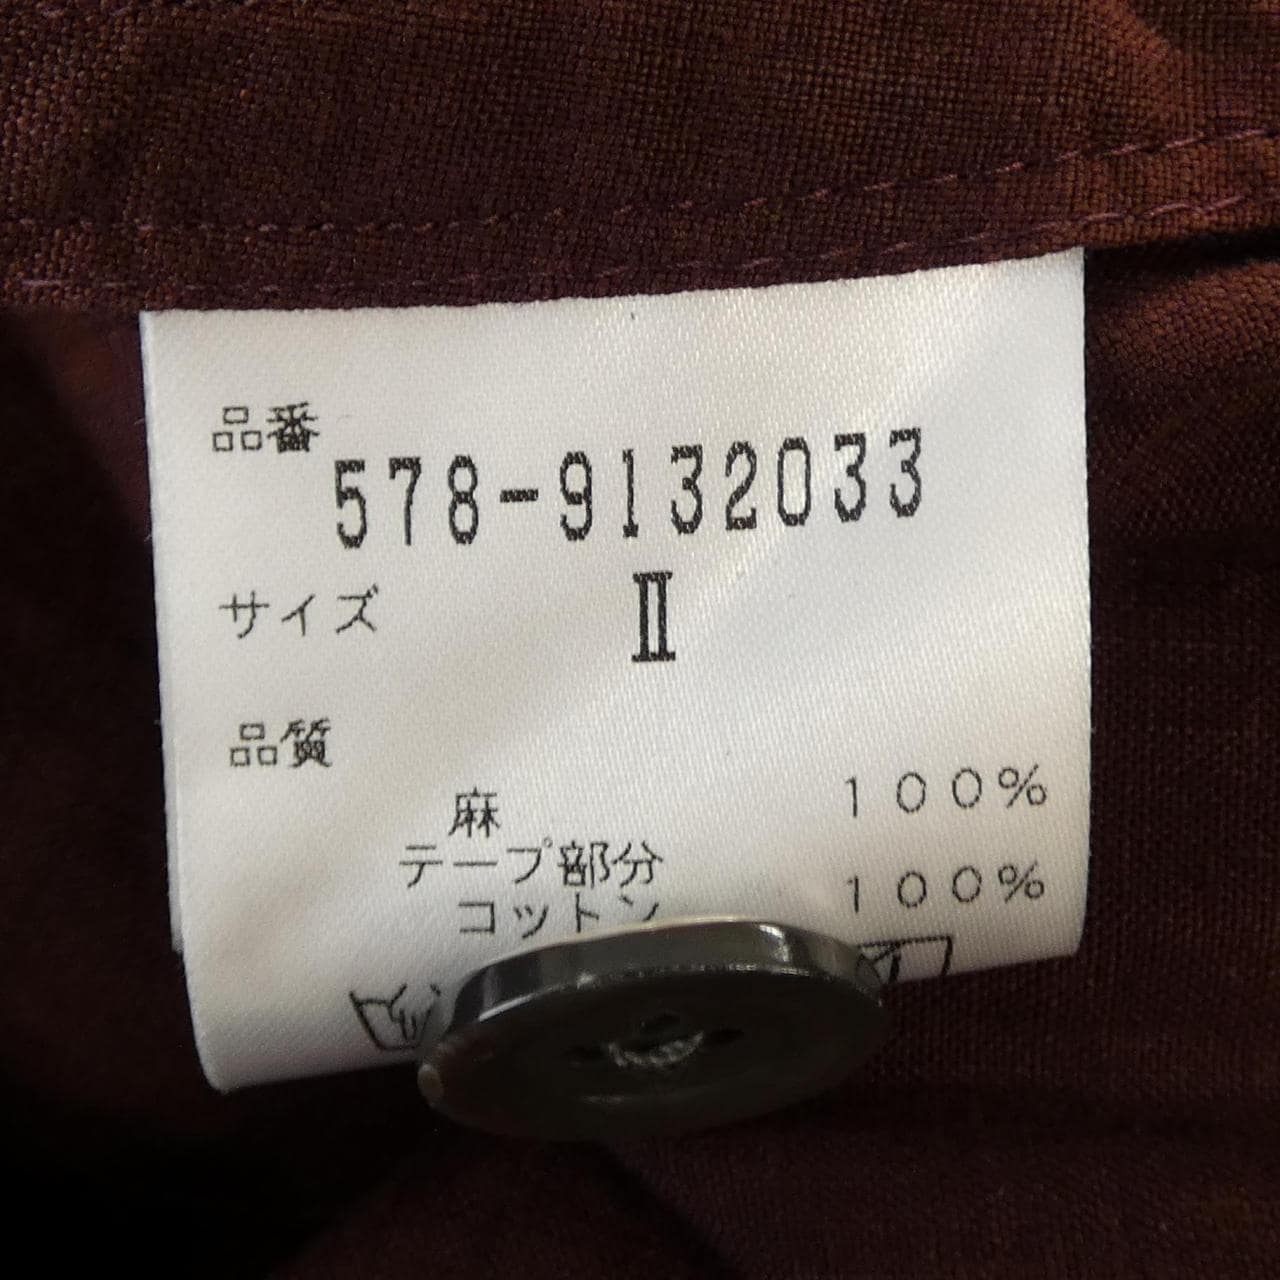 品番
578-9132033
サイズ II
品質
麻 100%
テープ部分
コットン 100%